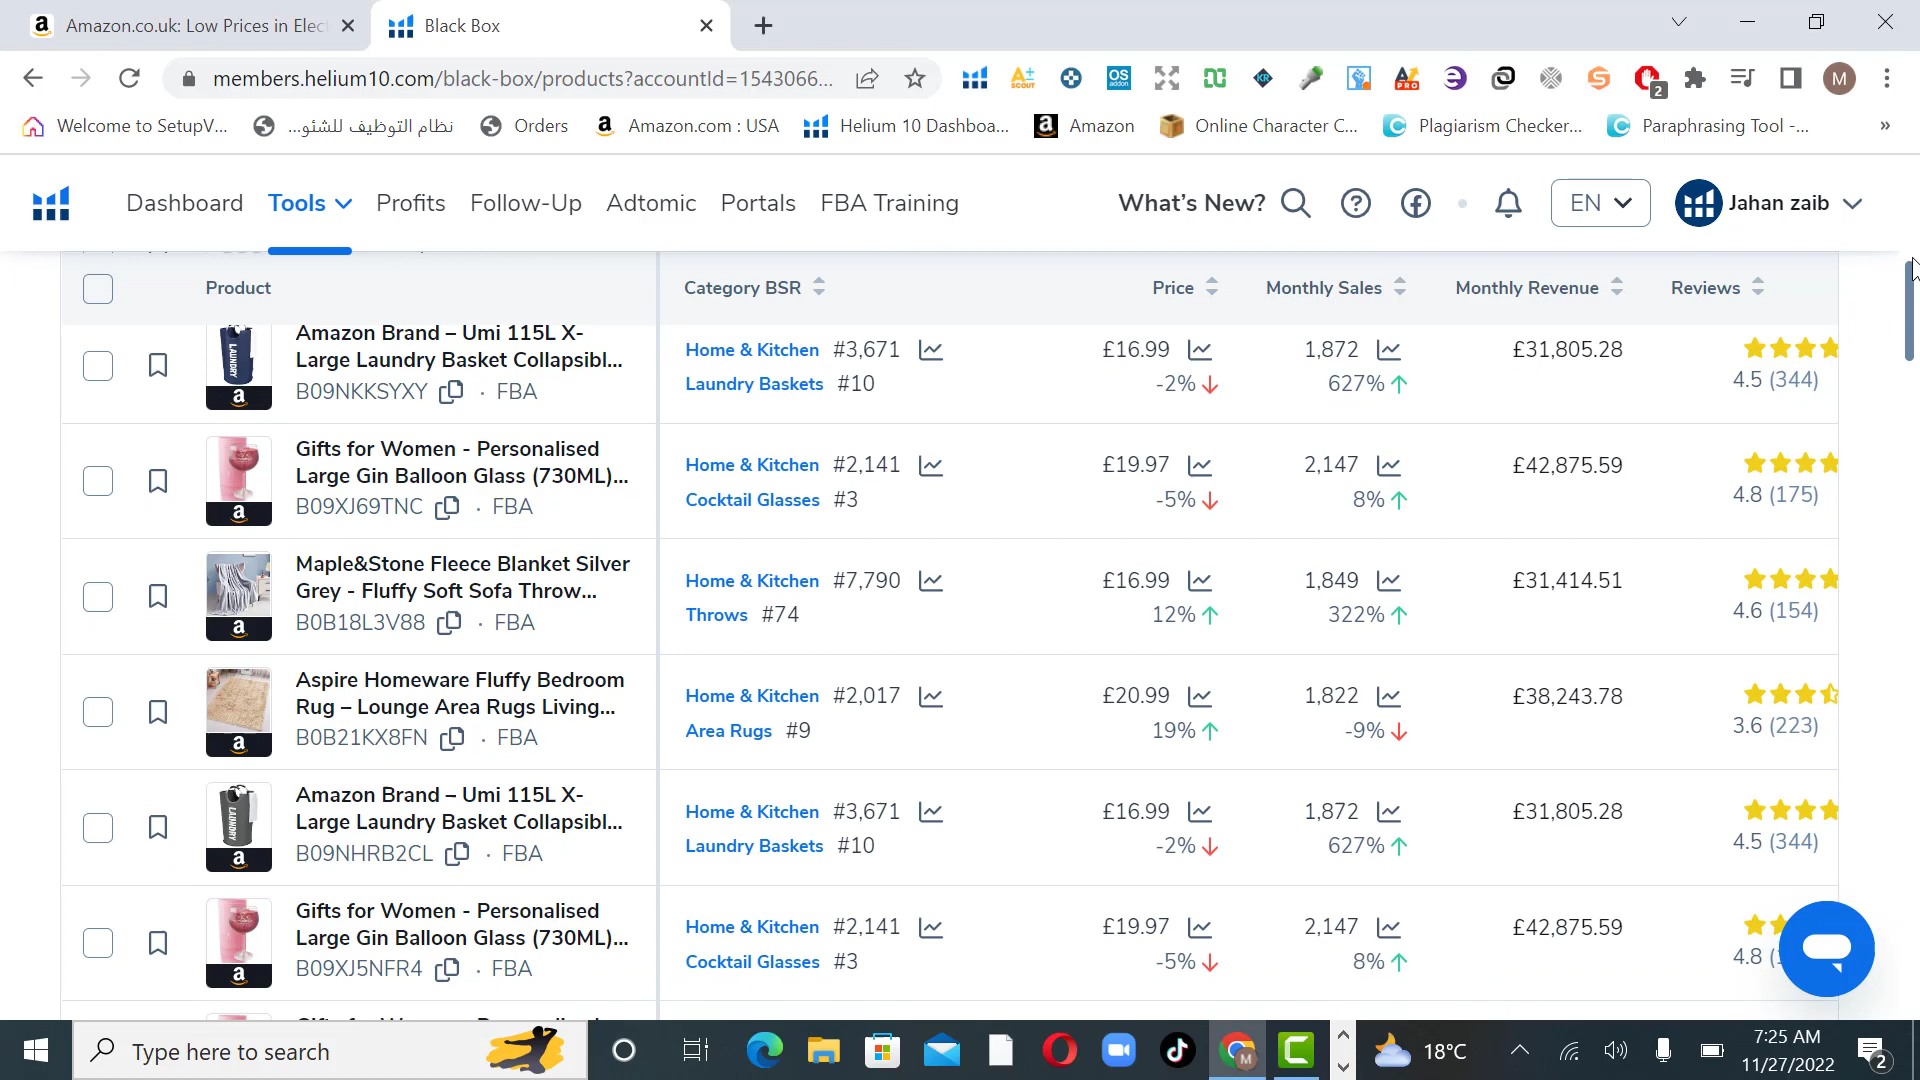 Amazon.co.uk: Low Prices in Elect
Black Box
members.helium10.com/black-box/products?accountId=1543066...
2
M
Welcome to SetupV...
نظام التوظيف للشئو...
Orders
Amazon.com : USA
Helium 10 Dashboa...
Amazon
Online Character C...
Plagiarism Checker...
Paraphrasing Tool -...
»
Dashboard
Tools
Profits
Follow-Up
Adtomic
Portals
FBA Training
What's New?
EN
Jahan zaib
Product
Category BSR
Price
Monthly Sales
Monthly Revenue
Reviews
Amazon Brand – Umi 115L X-
Large Laundry Basket Collapsibl...
B09NKKSYXY · FBA
Home & Kitchen #3,671
Laundry Baskets #10
£16.99
-2%
1,872
627%
£31,805.28
4.5 (344)
Gifts for Women - Personalised
Large Gin Balloon Glass (730ML)...
B09XJ69TNC · FBA
Home & Kitchen #2,141
Cocktail Glasses #3
£19.97
-5%
2,147
8%
£42,875.59
4.8 (175)
Maple&Stone Fleece Blanket Silver
Grey - Fluffy Soft Sofa Throw...
B0B18L3V88 · FBA
Home & Kitchen #7,790
Throws #74
£16.99
12%
1,849
322%
£31,414.51
4.6 (154)
Aspire Homeware Fluffy Bedroom
Rug – Lounge Area Rugs Living...
B0B21KX8FN · FBA
Home & Kitchen #2,017
Area Rugs #9
£20.99
19%
1,822
-9%
£38,243.78
3.6 (223)
Amazon Brand – Umi 115L X-
Large Laundry Basket Collapsibl...
B09NHRB2CL · FBA
Home & Kitchen #3,671
Laundry Baskets #10
£16.99
-2%
1,872
627%
£31,805.28
4.5 (344)
Gifts for Women - Personalised
Large Gin Balloon Glass (730ML)...
B09XJ5NFR4 · FBA
Home & Kitchen #2,141
Cocktail Glasses #3
£19.97
-5%
2,147
8%
£42,875.59
4.8
Type here to search
18°C
7:25 AM
11/27/2022
2